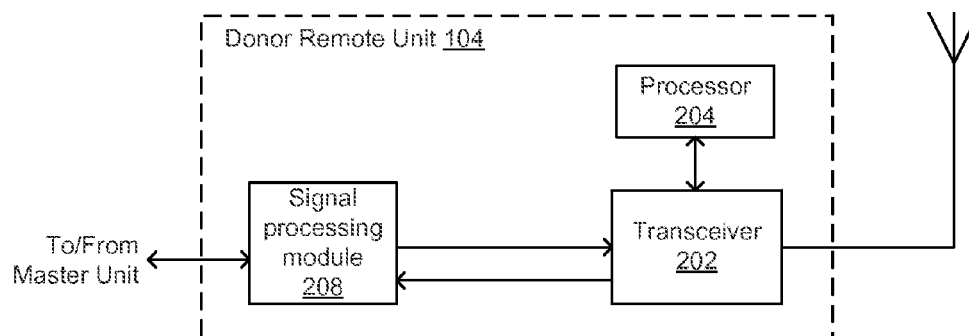 Donor Remote Unit 104
Processor
204
Signal
processing
module
208
Transceiver
202
To/From
Master Unit